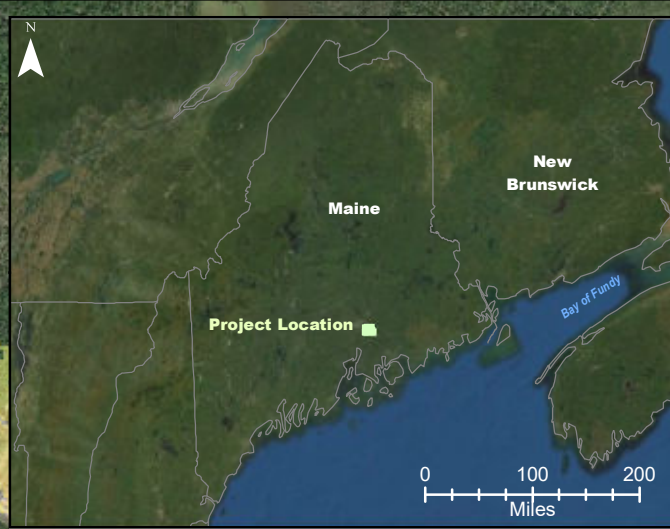 N
New
Brunswick
Maine
Bay of Fundy
Project Location
0 100 200
Miles